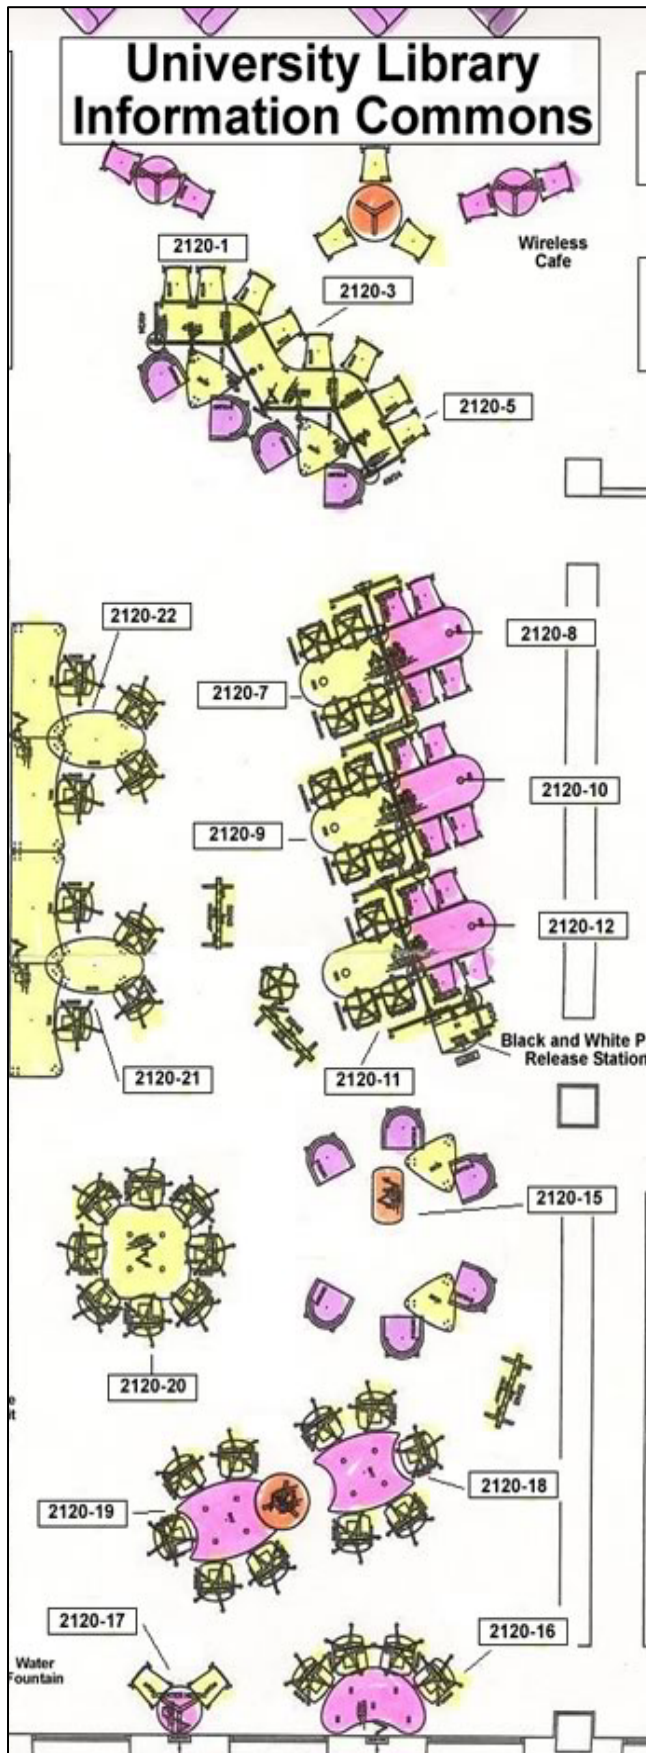 University Library
Information Commons
Wireless
Cafe
2120-1
2120-3
2120-5
2120-22
2120-8
2120-7
2120-10
2120-9
2120-12
Black and White P
Release Station
2120-21
2120-11
2120-15
2120-20
2120-18
2120-19
2120-17
2120-16
Water
Fountain